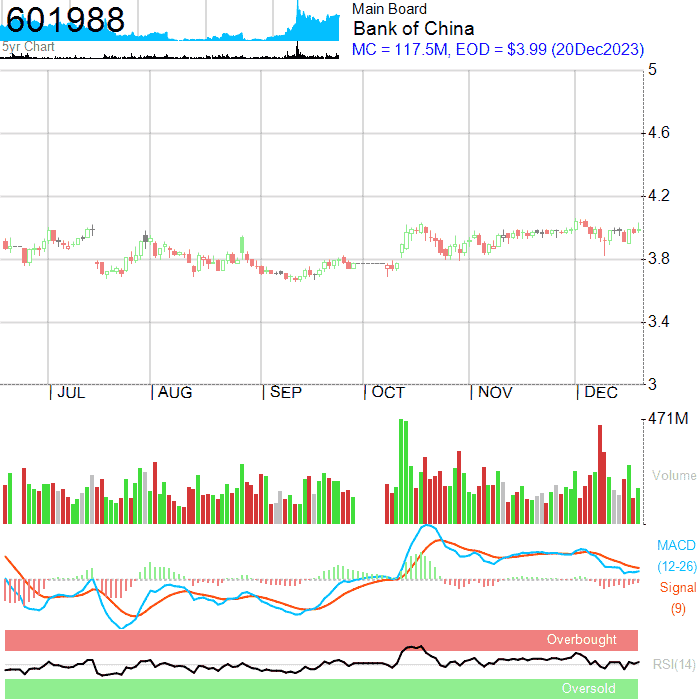 601988
5yr Chart
Main Board
Bank of China
MC = 117.5M, EOD = $3.99 (20Dec2023)
5
4.6
4.2
3.8
3.4
3
JUL AUG SEP OCT NOV DEC
471M
Volume
MACD
(12-26)
Signal
(9)
Overbought
RSI(14)
Oversold